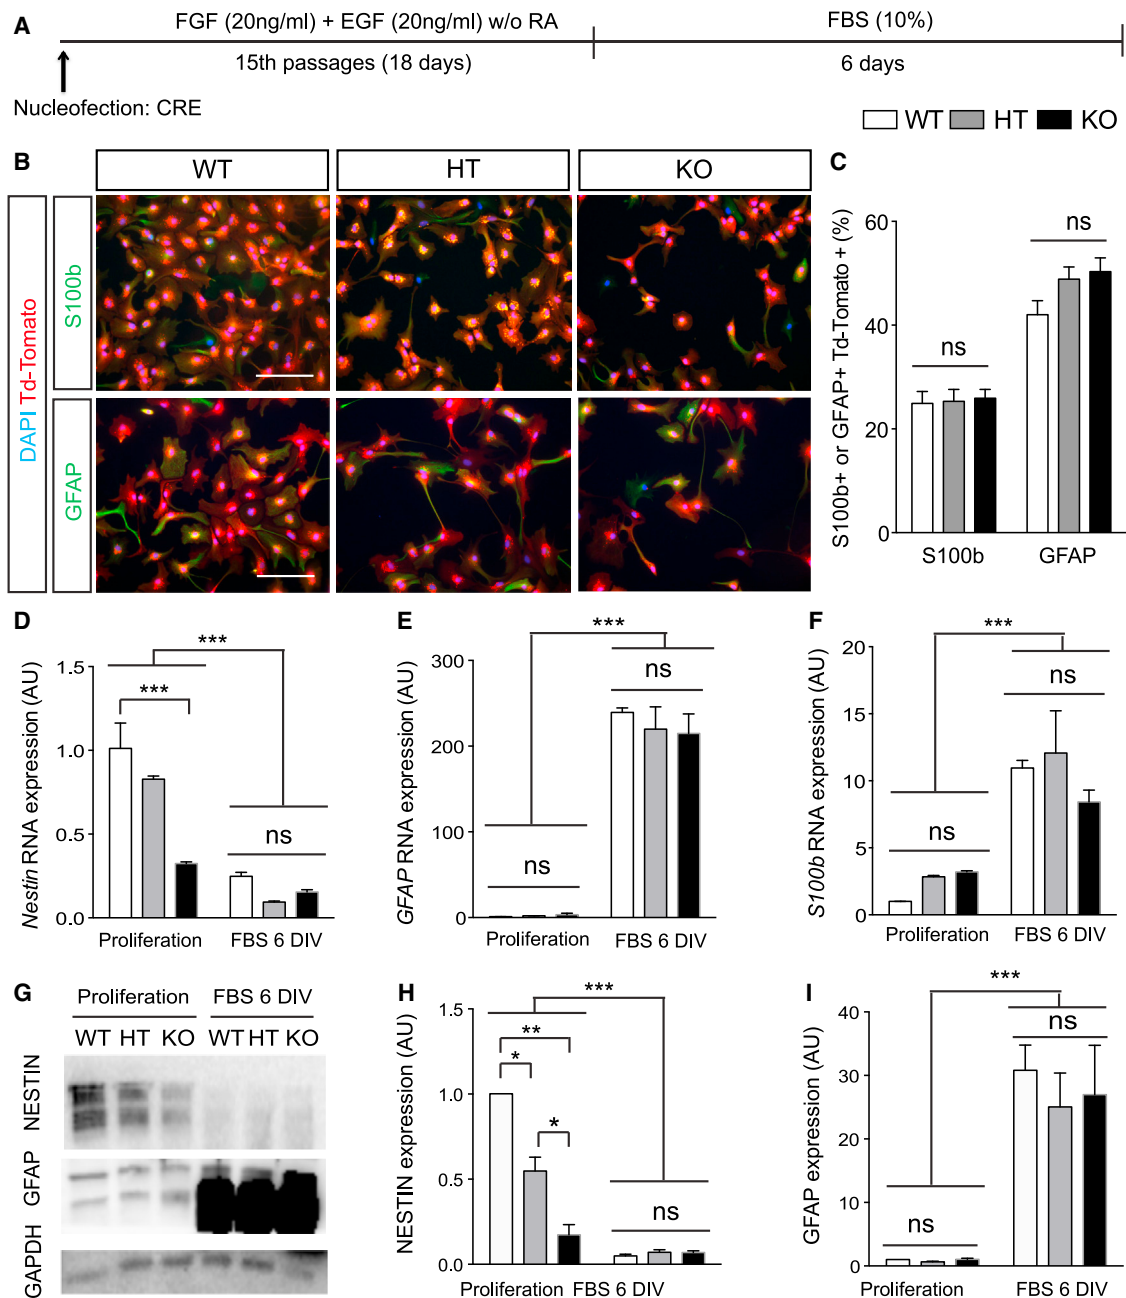 A
FGF (20ng/ml) + EGF (20ng/ml) w/o RA
FBS (10%)
15th passages (18 days)
6 days
Nucleofection: CRE
WT HT KO
B
WT
HT
KO
DAPI Td-Tomato
S100b
GFAP
C
S100b+ or GFAP+ Td-Tomato + (%)
60
40
20
0
ns
ns
S100b
GFAP
D
Nestin RNA expression (AU)
1.5
1.0
0.5
0.0
***
***
ns
Proliferation
FBS 6 DIV
E
GFAP RNA expression (AU)
300
200
100
0
***
ns
ns
Proliferation
FBS 6 DIV
F
S100b RNA expression (AU)
20
15
10
5
0
***
ns
ns
Proliferation
FBS 6 DIV
G
Proliferation
FBS 6 DIV
WT HT KO WT HT KO
NESTIN
GFAP
GAPDH
H
NESTIN expression (AU)
1.5
1.0
0.5
0.0
***
**
*
*
ns
Proliferation
FBS 6 DIV
I
GFAP expression (AU)
40
30
20
10
0
***
ns
ns
Proliferation
FBS 6 DIV